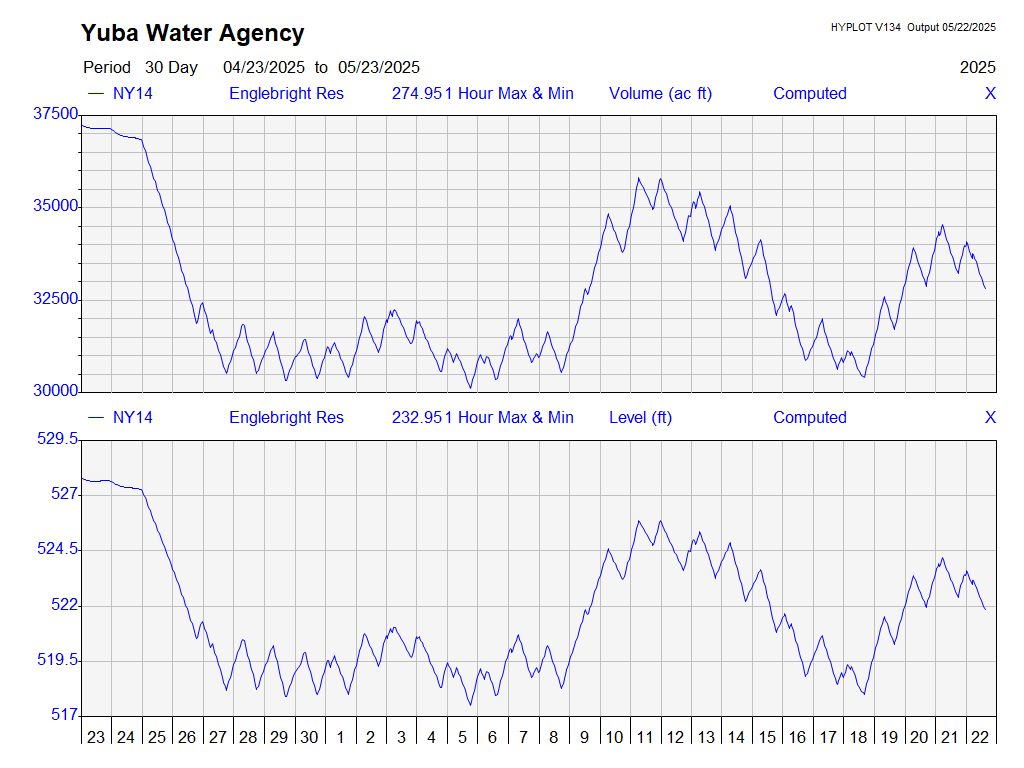 Yuba Water Agency
HYPLOT V134 Output 05/22/2025
Period 30 Day 04/23/2025 to 05/23/2025
2025
NY14 Englebright Res 274.951 Hour Max & Min Volume (ac ft) Computed X
37500
35000
32500
30000
NY14 Englebright Res 232.951 Hour Max & Min Level (ft) Computed X
529.5
527
524.5
522
519.5
517
23 24 25 26 27 28 29 30 1 2 3 4 5 6 7 8 9 10 11 12 13 14 15 16 17 18 19 20 21 22